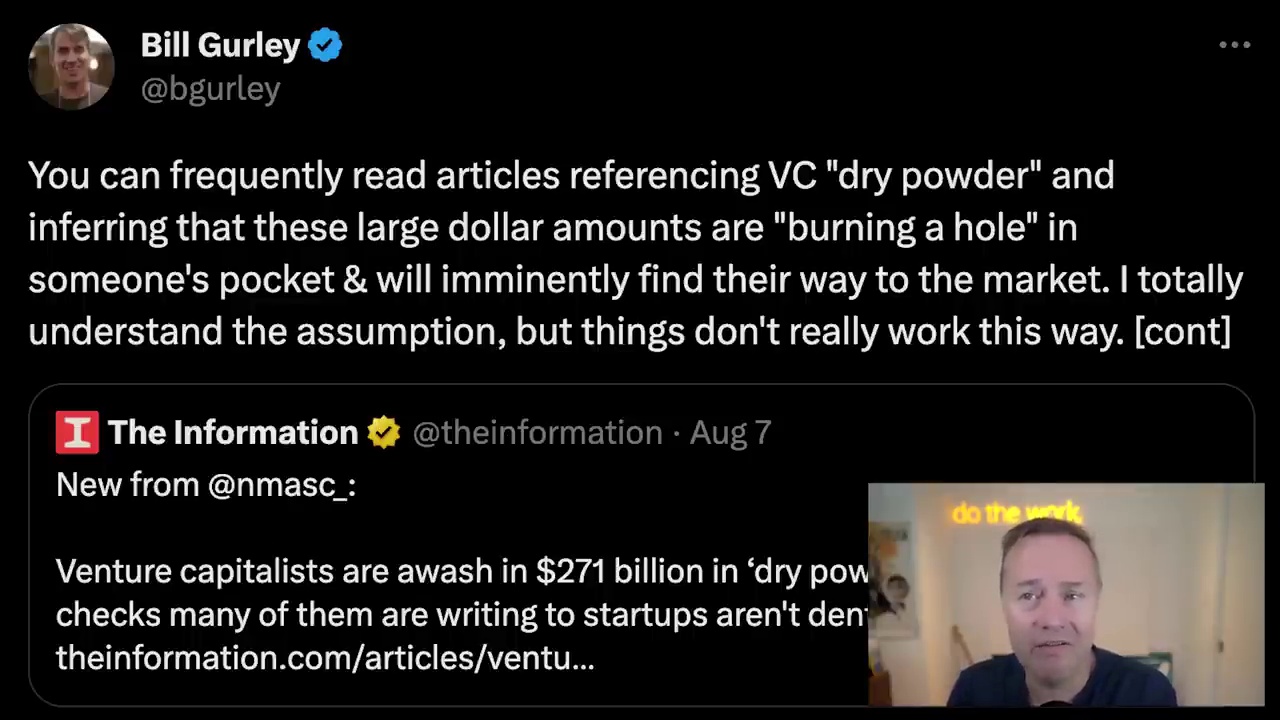 Bill Gurley
@bgurley
You can frequently read articles referencing VC "dry powder" and
inferring that these large dollar amounts are "burning a hole" in
someone's pocket & will imminently find their way to the market. I totally
understand the assumption, but things don't really work this way. [cont]
The Information @theinformation · Aug 7
New from @nmasc_:
Venture capitalists are awash in $271 billion in ‘dry
checks many of them are writing to startups aren't
theinformation.com/articles/ventu...
do the work